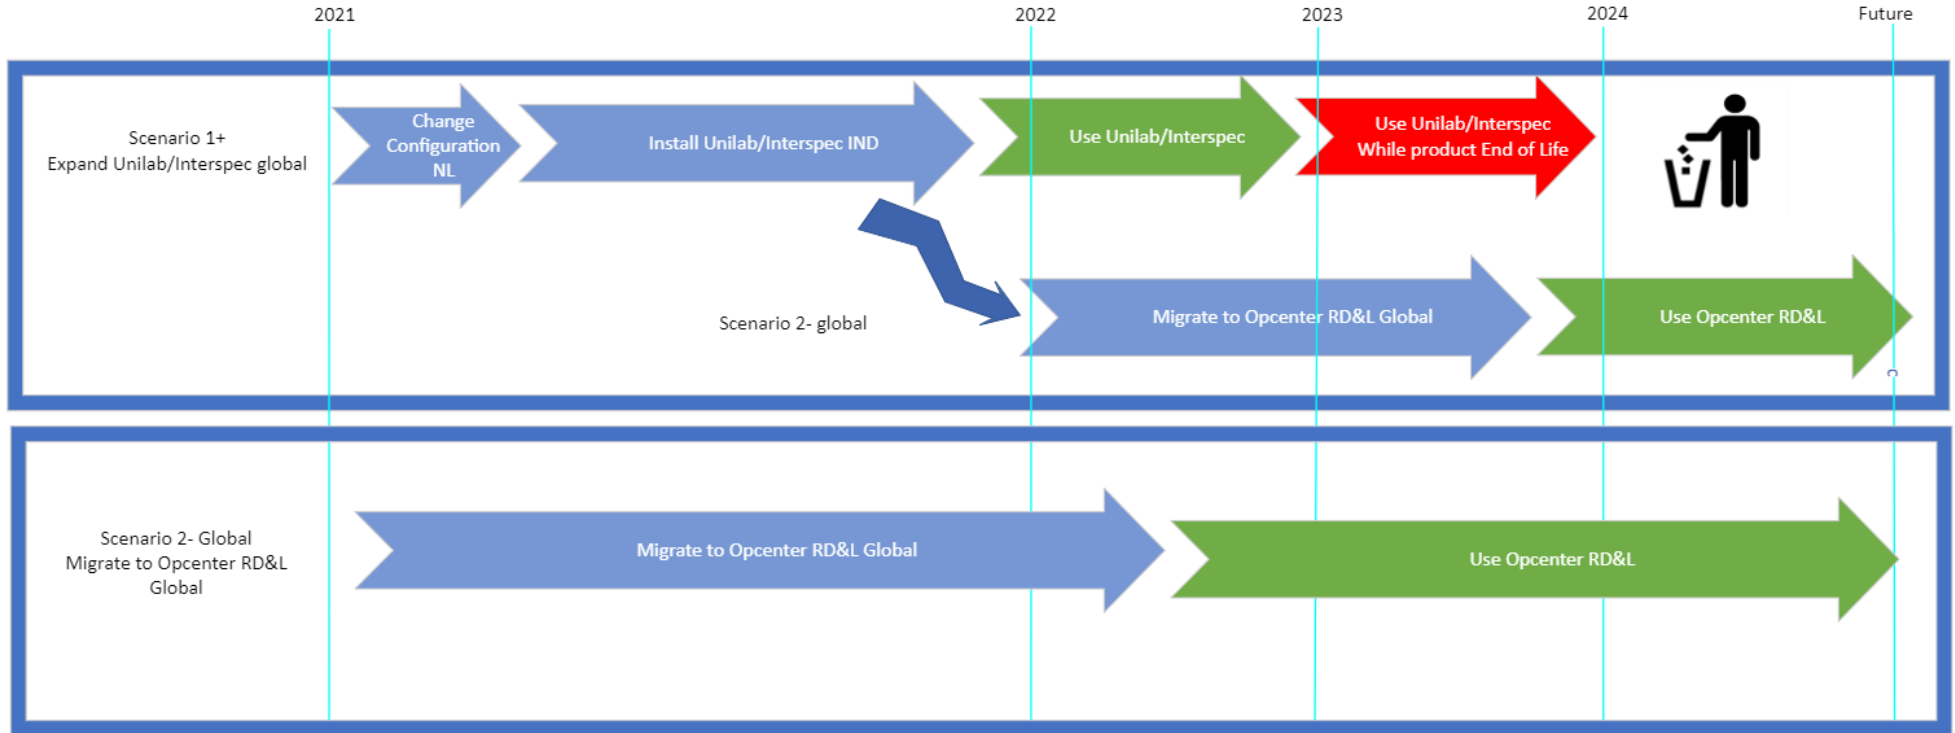 2021
2022
2023
2024
Future
Scenario 1+
Expand Unilab/Interspec global
Change
Configuration
NL
Install Unilab/Interspec IND
Use Unilab/Interspec
Use Unilab/Interspec
While product End of Life
Scenario 2- global
Migrate to Opcenter RD&L Global
Use Opcenter RD&L
C
Scenario 2- Global
Migrate to Opcenter RD&L
Global
Migrate to Opcenter RD&L Global
Use Opcenter RD&L